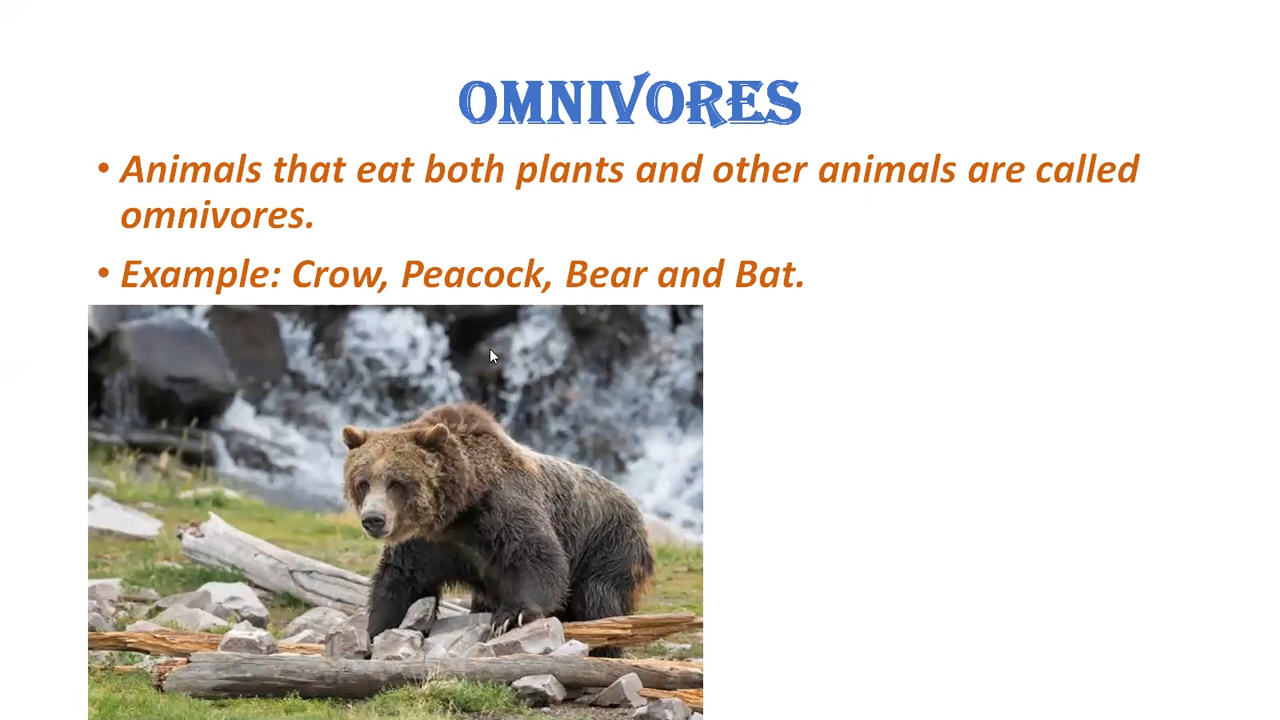 OMNIVORES
• Animals that eat both plants and other animals are called
omnivores.
• Example: Crow, Peacock, Bear and Bat.